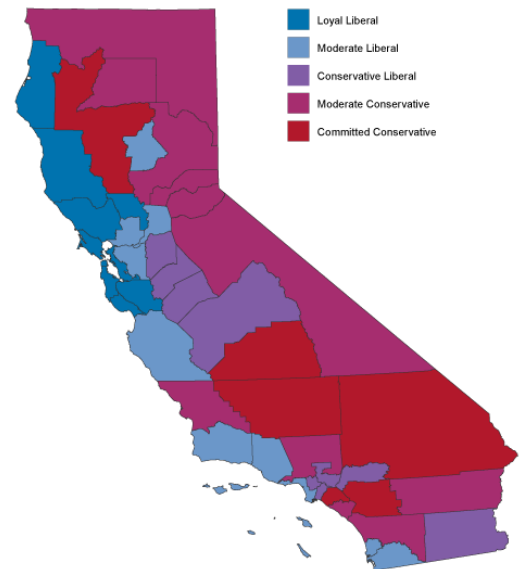 Loyal Liberal
Moderate Liberal
Conservative Liberal
Moderate Conservative
Committed Conservative